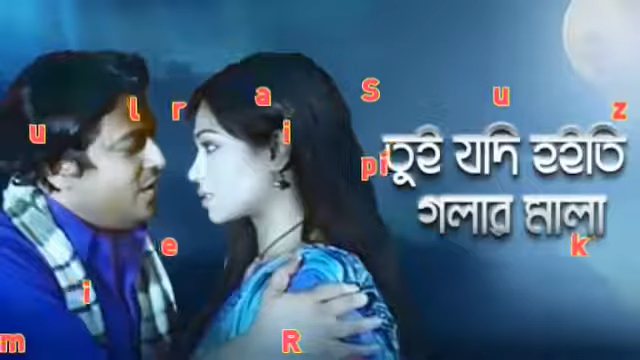 তুই যদি হইতি
গলার মালা
S
l r a u z
u i
pi
e k
i
m R